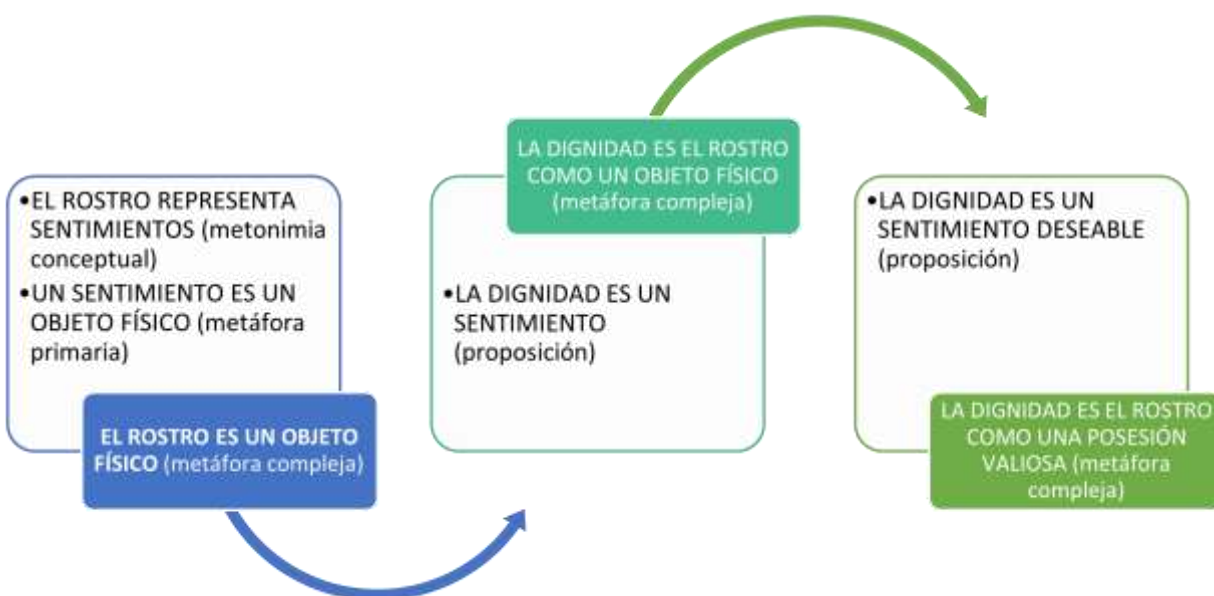 •EL ROSTRO REPRESENTA
SENTIMIENTOS (metonimia
conceptual)
•UN SENTIMIENTO ES UN
OBJETO FÍSICO (metáfora
primaria)
EL ROSTRO ES UN OBJETO
FÍSICO (metáfora compleja)
LA DIGNIDAD ES EL ROSTRO
COMO UN OBJETO FÍSICO
(metáfora compleja)
•LA DIGNIDAD ES UN
SENTIMIENTO
(proposición)
•LA DIGNIDAD ES UN
SENTIMIENTO DESEABLE
(proposición)
LA DIGNIDAD ES EL ROSTRO
COMO UNA POSESIÓN
VALIOSA (metáfora
compleja)